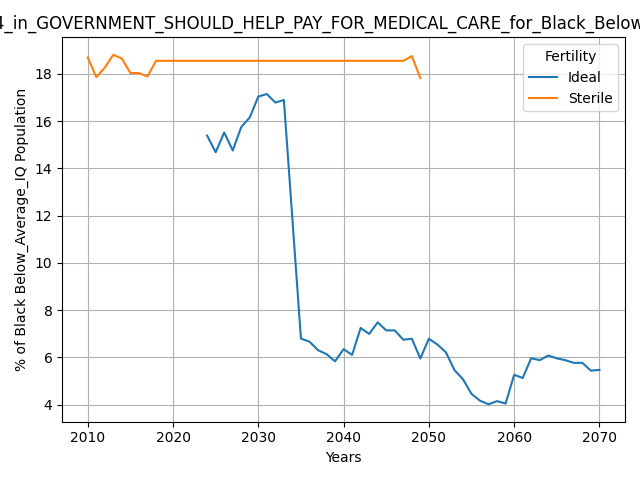 4_in_GOVERNMENT_SHOULD_HELP_PAY_FOR_MEDICAL_CARE_for_Black_Below
Fertility
Ideal
Sterile
% of Black Below_Average_IQ Population
18
16
14
12
10
8
6
4
2010
2020
2030
2040
2050
2060
2070
Years